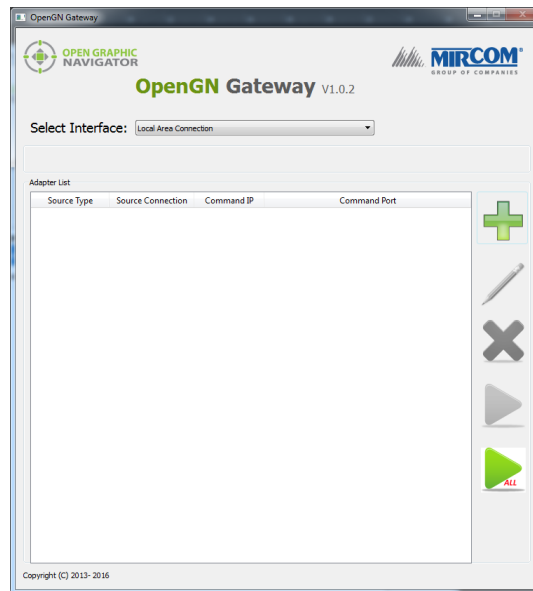 OpenGN Gateway
OPEN GRAPHIC
NAVIGATOR
MIRCOM®
GROUP OF COMPANIES
OpenGN Gateway V1.0.2
Select Interface: Local Area Connection
Adapter List
Source Type Source Connection Command IP Command Port
ALL
Copyright (C) 2013- 2016